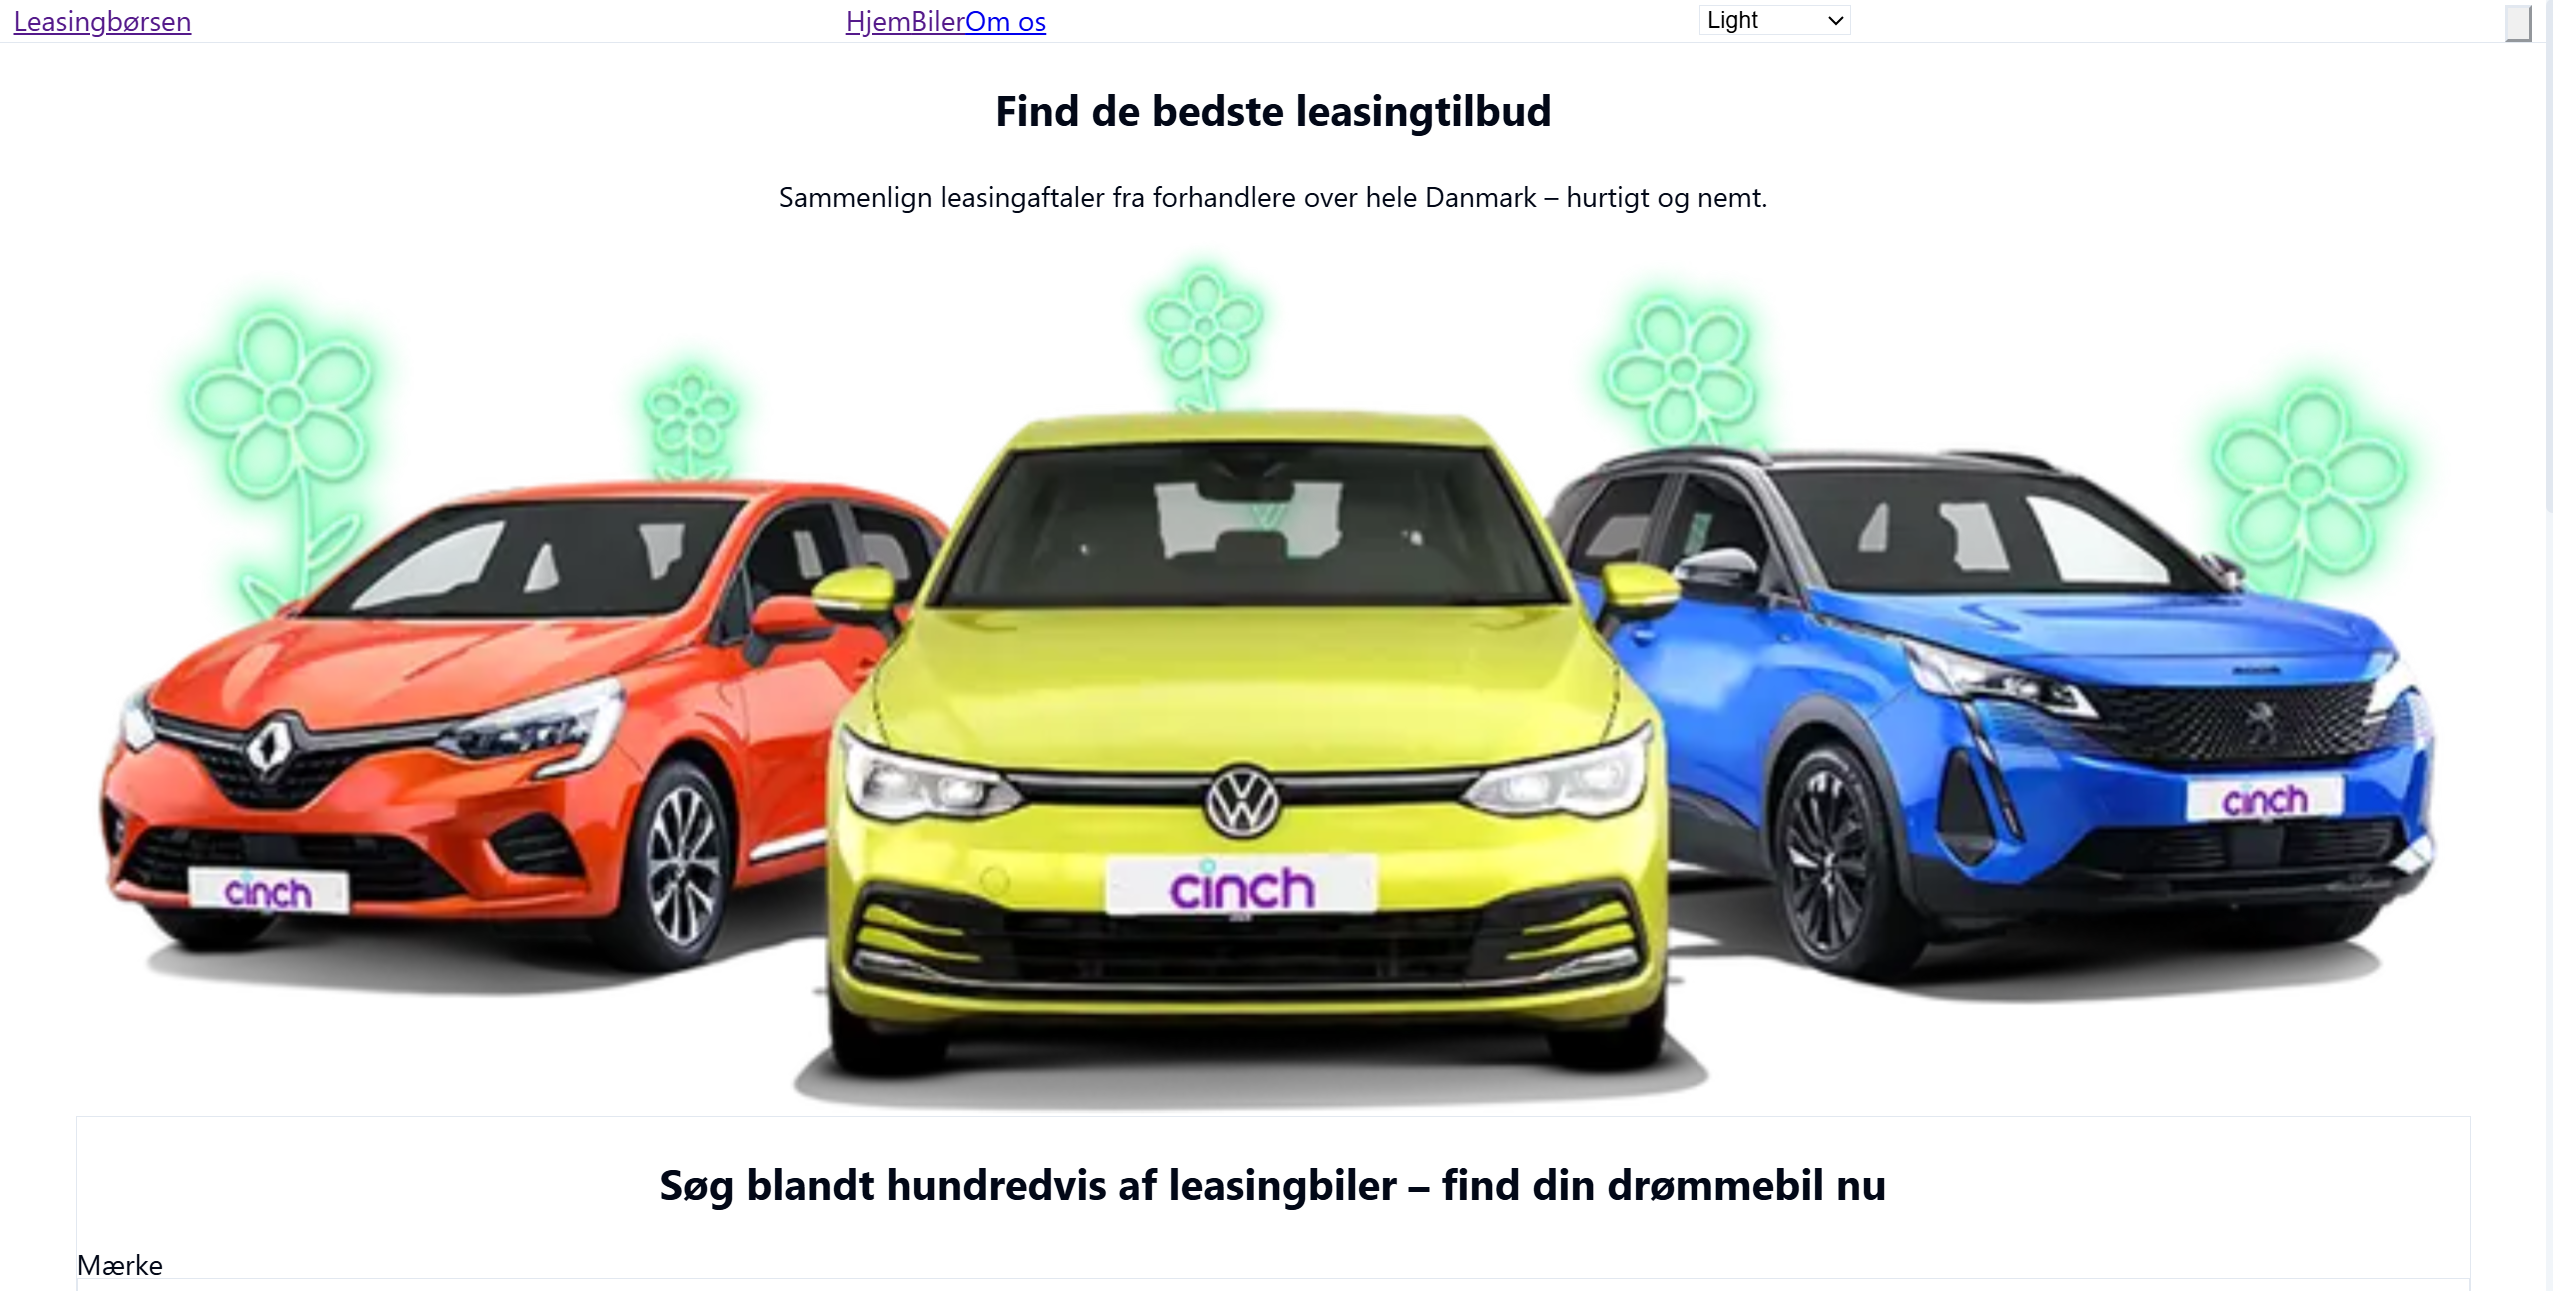 Leasingbørsen
HjemBilerOm os
Light
Find de bedste leasingtilbud
Sammenlign leasingaftaler fra forhandlere over hele Danmark – hurtigt og nemt.
cinch
cinch
cinch
Søg blandt hundredvis af leasingbiler – find din drømmebil nu
Mærke